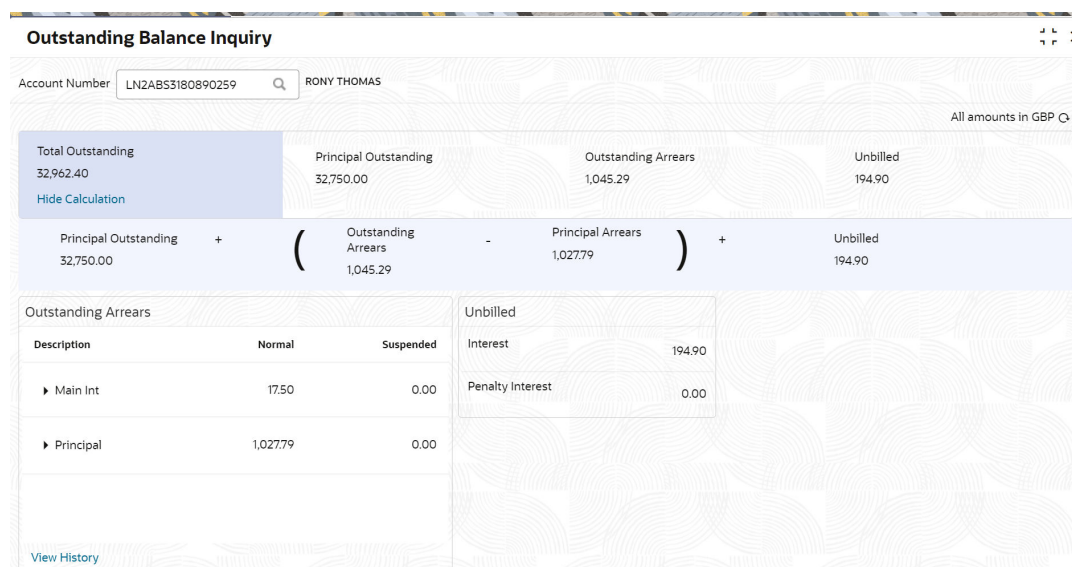 Outstanding Balance Inquiry
Account Number LN2ABS3180890259 RONY THOMAS
All amounts in GBP
Total Outstanding
32,962.40
Hide Calculation
Principal Outstanding
32,750.00
Outstanding Arrears
1,045.29
Unbilled
194.90
Principal Outstanding
32,750.00
+
(
Outstanding
Arrears
1,045.29
-
Principal Arrears
1,027.79
)
+
Unbilled
194.90
Outstanding Arrears
Description Normal Suspended
Main Int 17.50 0.00
Principal 1,027.79 0.00
View History
Unbilled
Interest 194.90
Penalty Interest 0.00